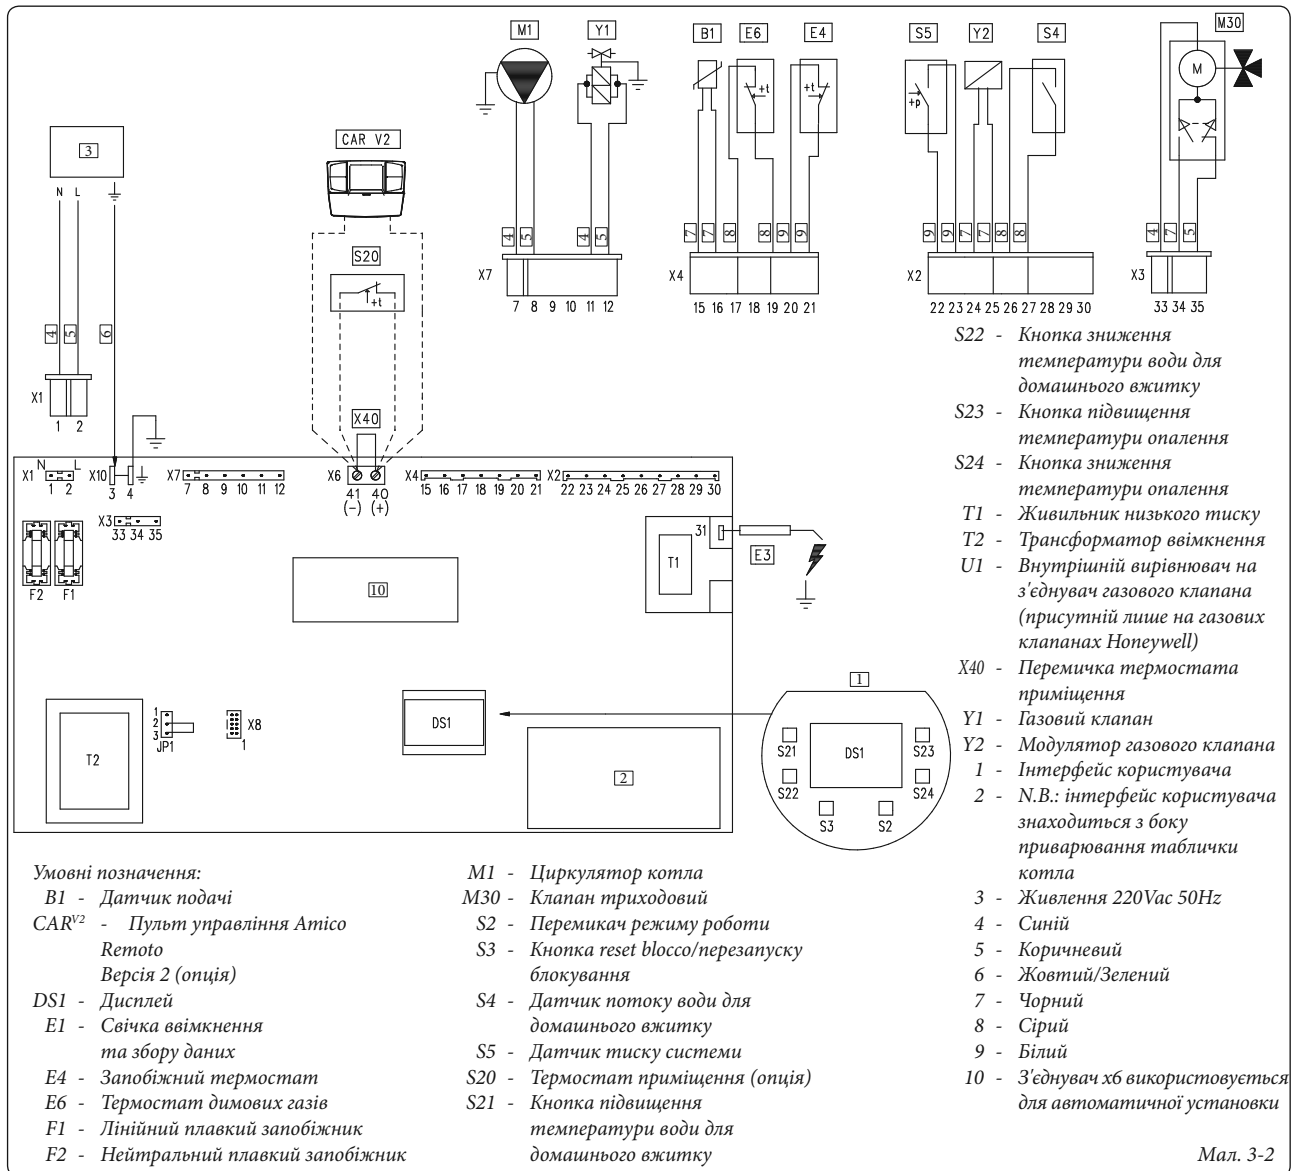 M1 Y1 B1 E6 E4 S5 Y2 S4 M30
M
3
CAR V2
+t +t +p
N L
S20
+t
4 5 4 5 7 7 8 8 9 9 9 9 7 7 8 8 4 7 5
X7 X4 X2 X3
7 8 9 10 11 12
15 16 17 18 19 20 21
22 23 24 25 26 27 28 29 30
33 34 35
4 5 6
X1
1 2
X40
X1 N L X10 X7 X6 X4 X2
1 2 3 4 7 8 9 10 11 12 41 40 15 16 17 18 19 20 21 22 23 24 25 26 27 28 29 30
(-) (+)
X3
33 34 35
31
T1
E3
F2 F1
10
1
T2
1
2
3
JP1
X8
1
DS1
2
S21 DS1 S23
S22 S24
S3 S2
S22 - Кнопка зниження
температури води для
домашнього вжитку
S23 - Кнопка підвищення
температури опалення
S24 - Кнопка зниження
температури опалення
T1 - Живильник низького тиску
T2 - Трансформатор ввімкнення
U1 - Внутрішній вирівнювач на
з'єднувач газового клапана
(присутній лише на газових
клапанах Honeywell)
X40 - Перемичка термостата
приміщення
Y1 - Газовий клапан
Y2 - Модулятор газового клапана
1 - Інтерфейс користувача
2 - N.B.: інтерфейс користувача
знаходиться з боку
приварювання таблички
котла
3 - Живлення 220Vac 50Hz
4 - Синій
5 - Коричневий
6 - Жовтий/Зелений
7 - Чорний
8 - Сірий
9 - Білий
10 - З'єднувач x6 використовується
для автоматичної установки
Умовні позначення:
B1 - Датчик подачі
CAR^V2 - Пульт управління Amico
Remoto
Версія 2 (опція)
DS1 - Дисплей
E1 - Свічка ввімкнення
та збору даних
E4 - Запобіжний термостат
E6 - Термостат димових газів
F1 - Лінійний плавкий запобіжник
F2 - Нейтральний плавкий запобіжник
M1 - Циркулятор котла
M30 - Клапан триходовий
S2 - Перемикач режиму роботи
S3 - Кнопка reset blocco/перезапуску
блокування
S4 - Датчик потоку води для
домашнього вжитку
S5 - Датчик тиску системи
S20 - Термостат приміщення (опція)
S21 - Кнопка підвищення
температури води для
домашнього вжитку
Мал. 3-2